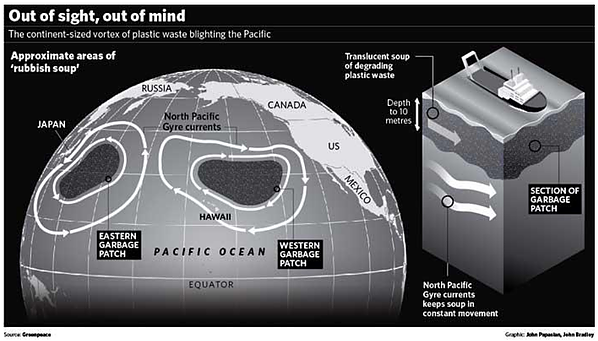 Out of sight, out of mind
The continent-sized vortex of plastic waste blighting the Pacific
Approximate areas of
'rubbish soup'
RUSSIA
CANADA
JAPAN
North Pacific
Gyre currents
US
MEXICO
HAWAII
EASTERN
GARBAGE
PATCH
PACIFIC OCEAN
WESTERN
GARBAGE
PATCH
EQUATOR
Translucent soup
of degrading
plastic waste
Depth
to 10
metres
SECTION OF
GARBAGE
PATCH
North Pacific
Gyre currents
keeps soup in
constant movement
Source: Greenpeace
Graphic: John Papasian, John Bradley